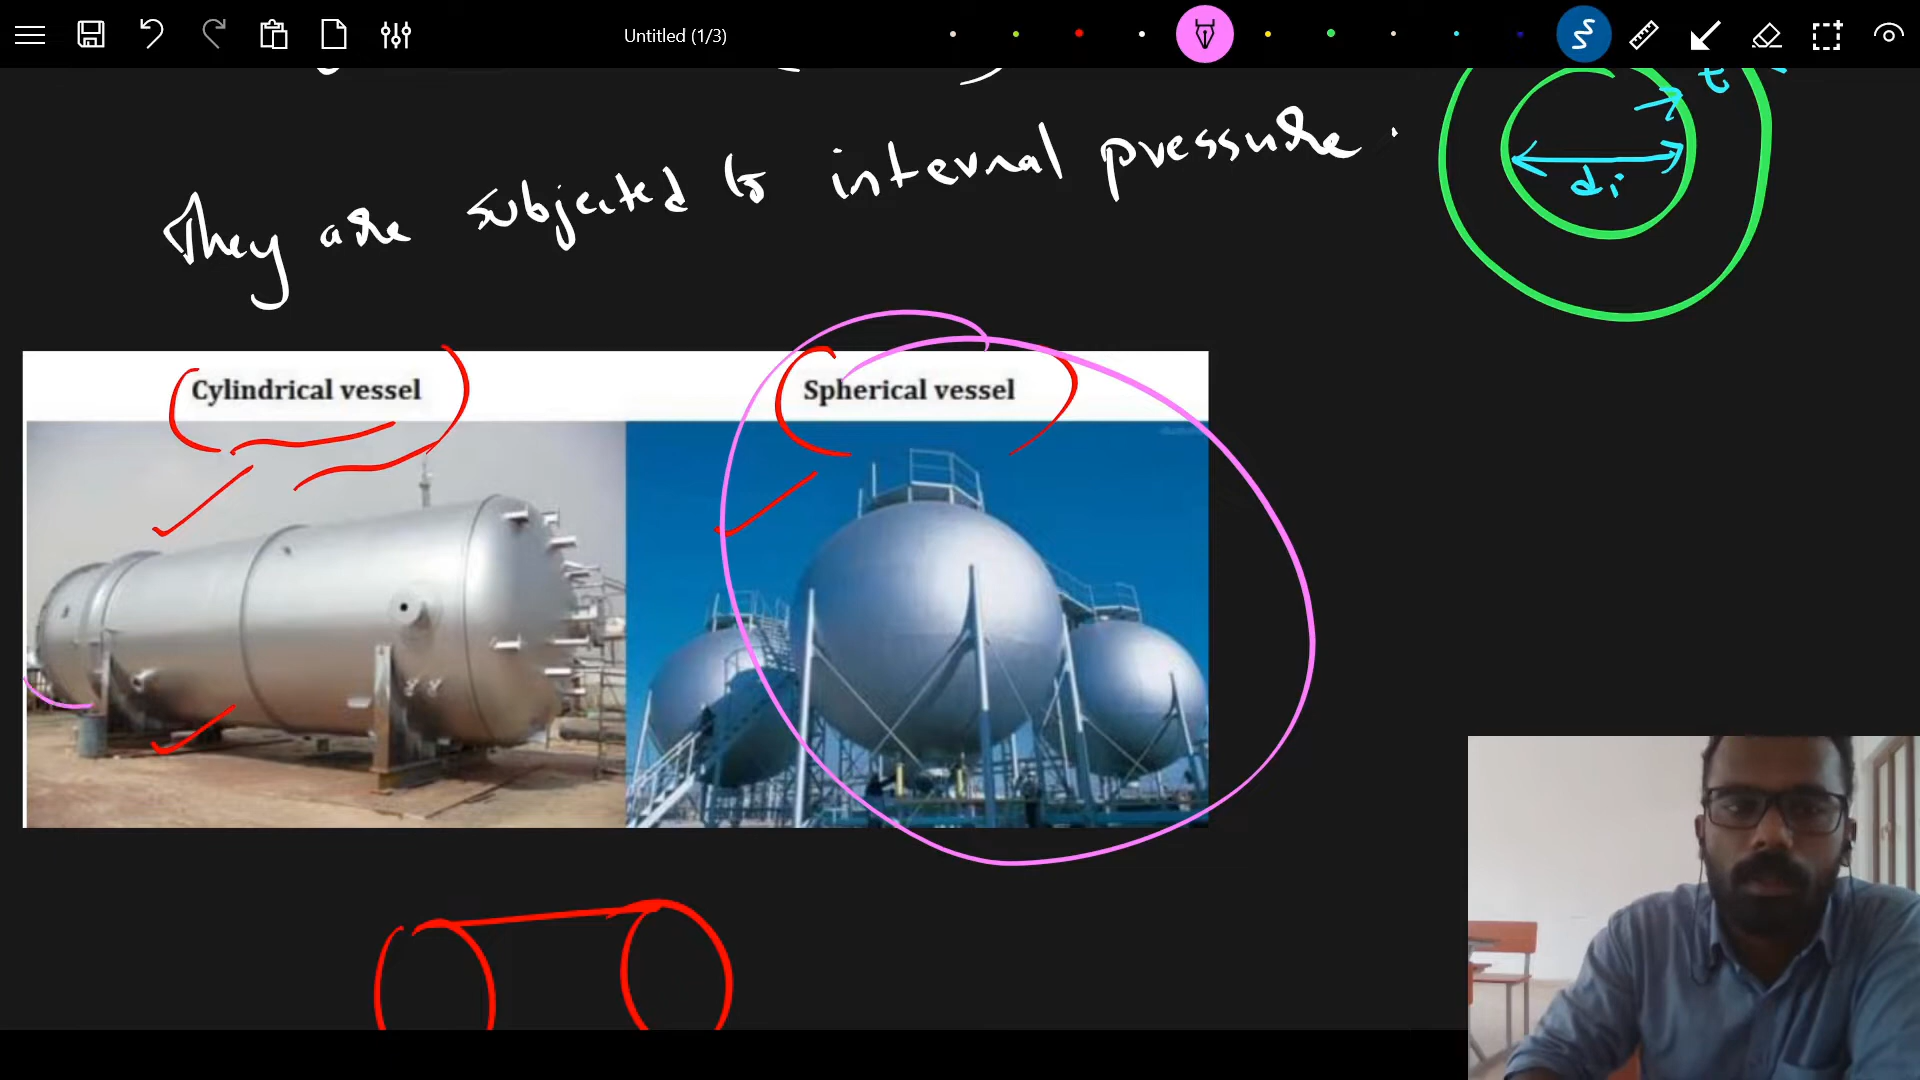 Untitled (1/3)
t
They are subjected to internal pressure.
di
Cylindrical vessel
Spherical vessel